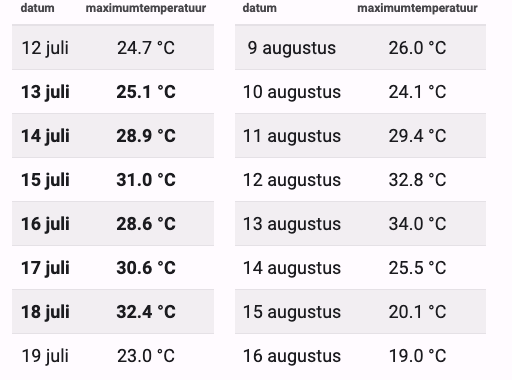 datum maximumtemperatuur
12 juli 24.7 °C
13 juli 25.1 °C
14 juli 28.9 °C
15 juli 31.0 °C
16 juli 28.6 °C
17 juli 30.6 °C
18 juli 32.4 °C
19 juli 23.0 °C
datum maximumtemperatuur
9 augustus 26.0 °C
10 augustus 24.1 °C
11 augustus 29.4 °C
12 augustus 32.8 °C
13 augustus 34.0 °C
14 augustus 25.5 °C
15 augustus 20.1 °C
16 augustus 19.0 °C